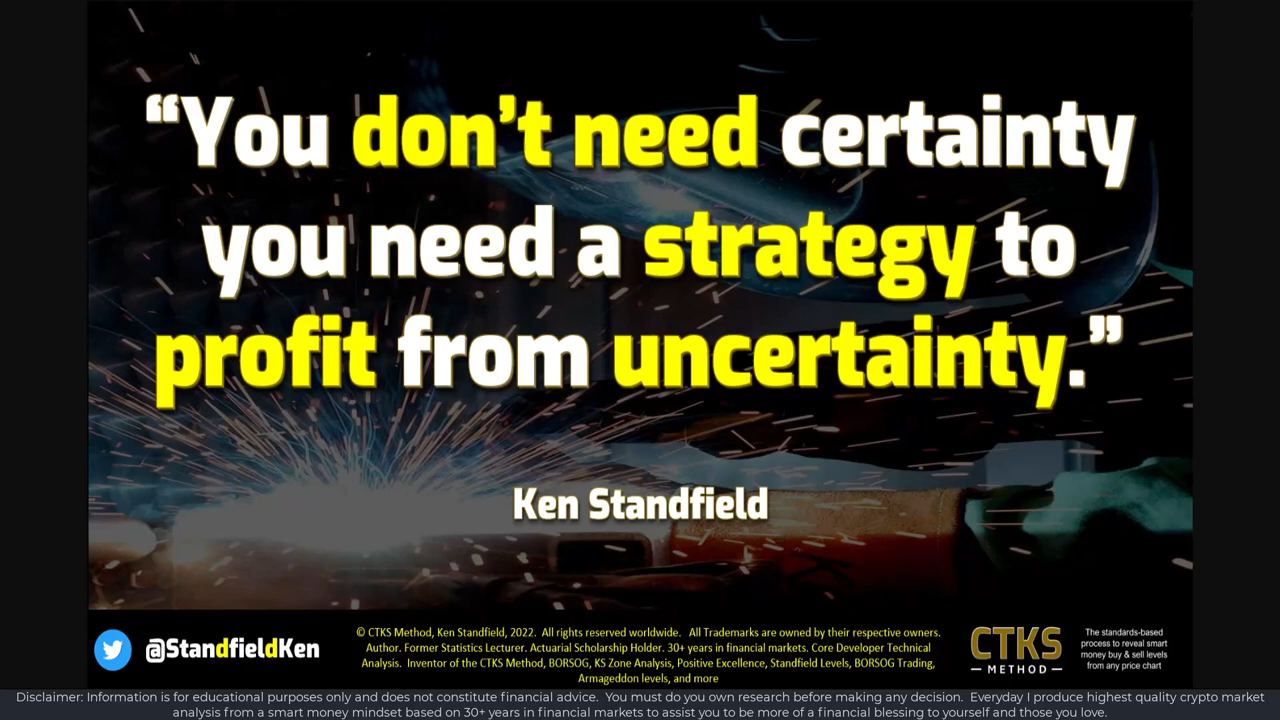 “You don’t need certainty
you need a strategy to
profit from uncertainty.”
Ken Standfield
@StandfieldKen
© CTKS Method, Ken Standfield, 2022.  All rights reserved worldwide.   All Trademarks are owned by their respective owners.
Author. Former Statistics Lecturer. Actuarial Scholarship Holder. 30+ years in financial markets. Core Developer Technical
Analysis.  Inventor of the CTKS Method, BORSOG, KS Zone Analysis, Positive Excellence, Standfield Levels, BORSOG Trading,
Armageddon levels, and more
CTKS
METHOD
The standards-based
process to reveal smart
money buy & sell levels
from any price chart
Disclaimer: Information is for educational purposes only and does not constitute financial advice.  You must do you own research before making any decision.  Everyday I produce highest quality crypto market
analysis from a smart money mindset based on 30+ years in financial markets to assist you to be more of a financial blessing to yourself and those you love.